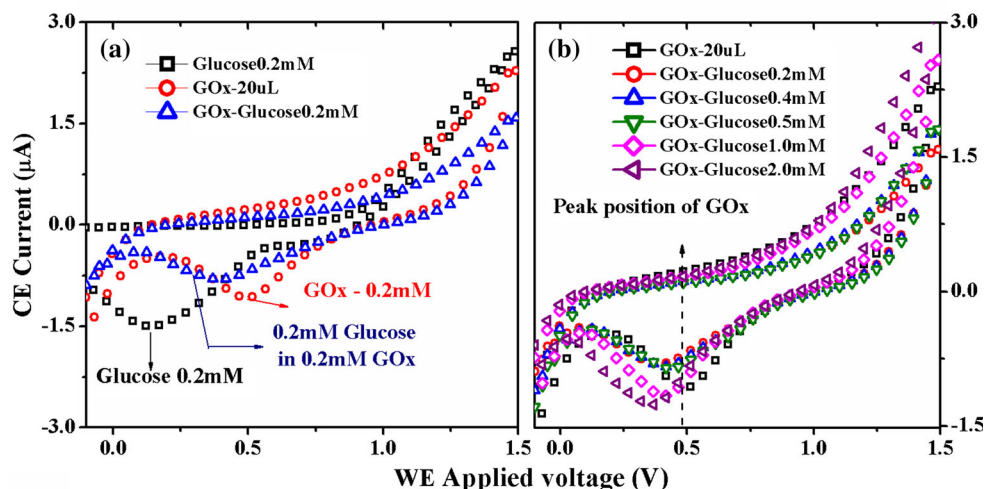 (a)
Glucose0.2mM
GOx-20uL
GOx-Glucose0.2mM
GOx - 0.2mM
0.2mM Glucose
in 0.2mM GOx
Glucose 0.2mM
3.0
1.5
0.0
-1.5
-3.0
CE Current (μA)
0.0
0.5
1.0
1.5
(b)
GOx-20uL
GOx-Glucose0.2mM
GOx-Glucose0.4mM
GOx-Glucose0.5mM
GOx-Glucose1.0mM
GOx-Glucose2.0mM
Peak position of GOx
3.0
1.5
0.0
-1.5
0.0
0.5
1.0
1.5
WE Applied voltage (V)